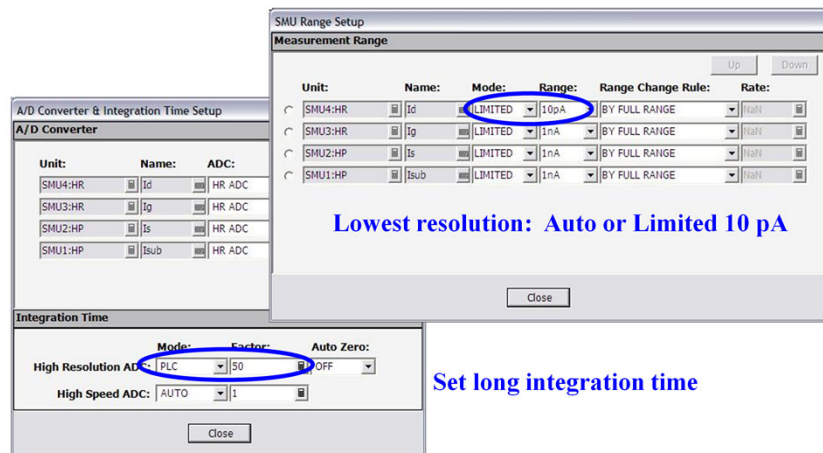 SMU Range Setup
Measurement Range
Up Down
Unit: Name: Mode: Range: Range Change Rule: Rate:
SMU4:HR Id LIMITED 10pA BY FULL RANGE NaN
SMU3:HR Ig LIMITED 1nA BY FULL RANGE NaN
SMU2:HP Is LIMITED 1nA BY FULL RANGE NaN
SMU1:HP Isub LIMITED 1nA BY FULL RANGE NaN
Lowest resolution: Auto or Limited 10 pA
Close
A/D Converter & Integration Time Setup
A/D Converter
Unit: Name: ADC:
SMU4:HR Id HR ADC
SMU3:HR Ig HR ADC
SMU2:HP Is HR ADC
SMU1:HP Isub HR ADC
Integration Time
Mode: Factor: Auto Zero:
High Resolution ADC: PLC 50 OFF
High Speed ADC: AUTO 1
Close
Set long integration time